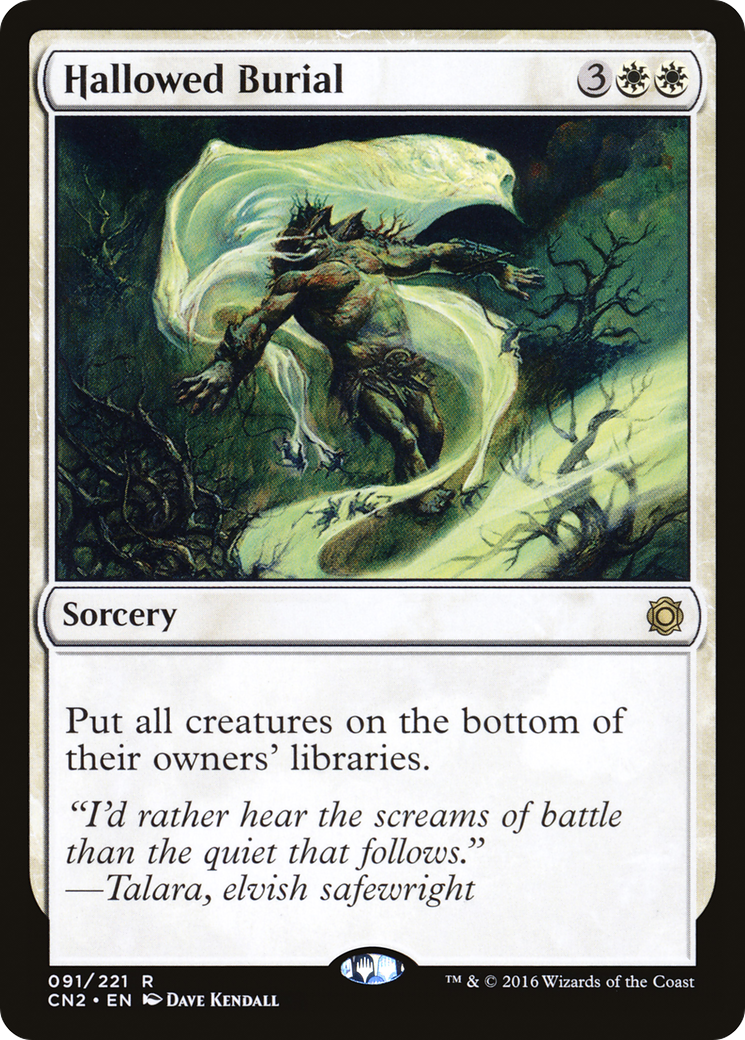 Hallowed Burial 3
Sorcery
Put all creatures on the bottom of
their owners’ libraries.
“I’d rather hear the screams of battle
than the quiet that follows.”
—Talara, elvish safewright
091/221 R
CN2 • EN DAVE KENDALL
™ & © 2016 Wizards of the Coast